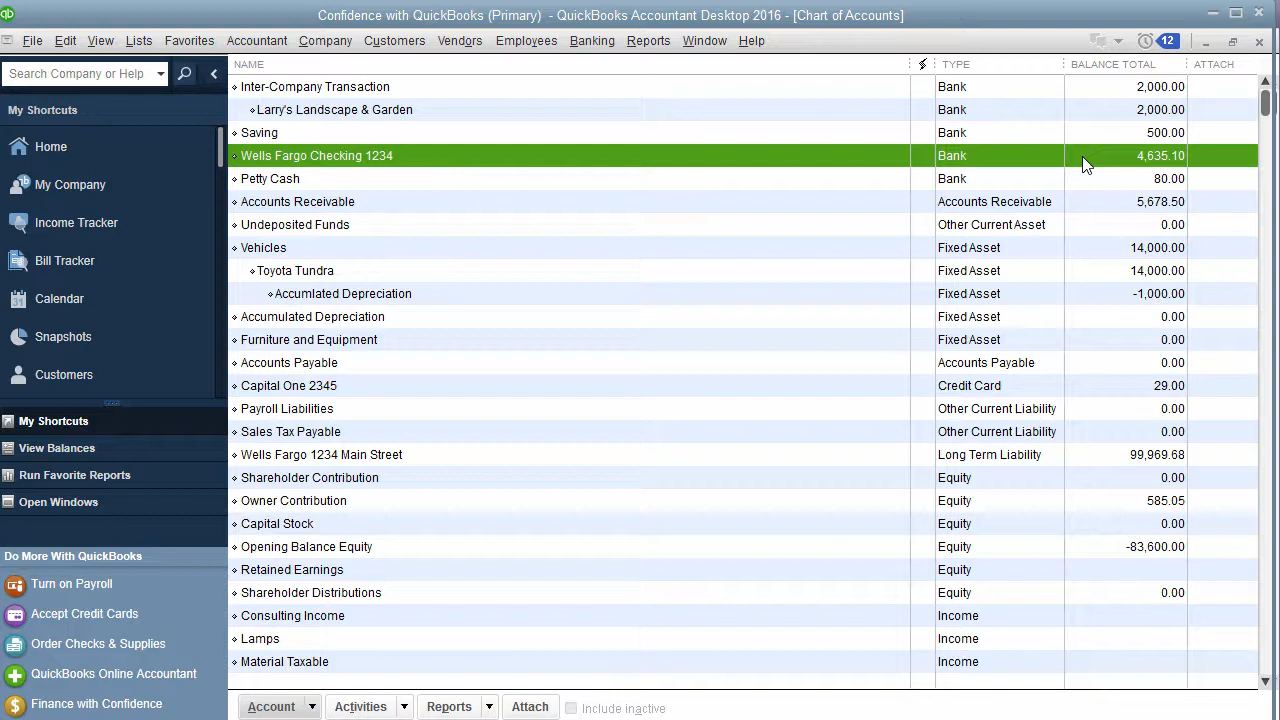 qb Confidence with QuickBooks (Primary) - QuickBooks Accountant Desktop 2016 - [Chart of Accounts]
File Edit View Lists Favorites Accountant Company Customers Vendors Employees Banking Reports Window Help 12
Search Company or Help
My Shortcuts
Home
My Company
Income Tracker
Bill Tracker
31 Calendar
Snapshots
Customers
My Shortcuts
View Balances
Run Favorite Reports
Open Windows
Do More With QuickBooks
Turn on Payroll
Accept Credit Cards
Order Checks & Supplies
QuickBooks Online Accountant
$ Finance with Confidence
NAME TYPE BALANCE TOTAL ATTACH
Inter-Company Transaction Bank 2,000.00
Larry's Landscape & Garden Bank 2,000.00
Saving Bank 500.00
Wells Fargo Checking 1234 Bank 4,635.10
Petty Cash Bank 80.00
Accounts Receivable Accounts Receivable 5,678.50
Undeposited Funds Other Current Asset 0.00
Vehicles Fixed Asset 14,000.00
Toyota Tundra Fixed Asset 14,000.00
Accumlated Depreciation Fixed Asset -1,000.00
Accumulated Depreciation Fixed Asset 0.00
Furniture and Equipment Fixed Asset 0.00
Accounts Payable Accounts Payable 0.00
Capital One 2345 Credit Card 29.00
Payroll Liabilities Other Current Liability 0.00
Sales Tax Payable Other Current Liability 0.00
Wells Fargo 1234 Main Street Long Term Liability 99,969.68
Shareholder Contribution Equity 0.00
Owner Contribution Equity 585.05
Capital Stock Equity 0.00
Opening Balance Equity Equity -83,600.00
Retained Earnings Equity
Shareholder Distributions Equity 0.00
Consulting Income Income
Lamps Income
Material Taxable Income
Account Activities Reports Attach Include inactive